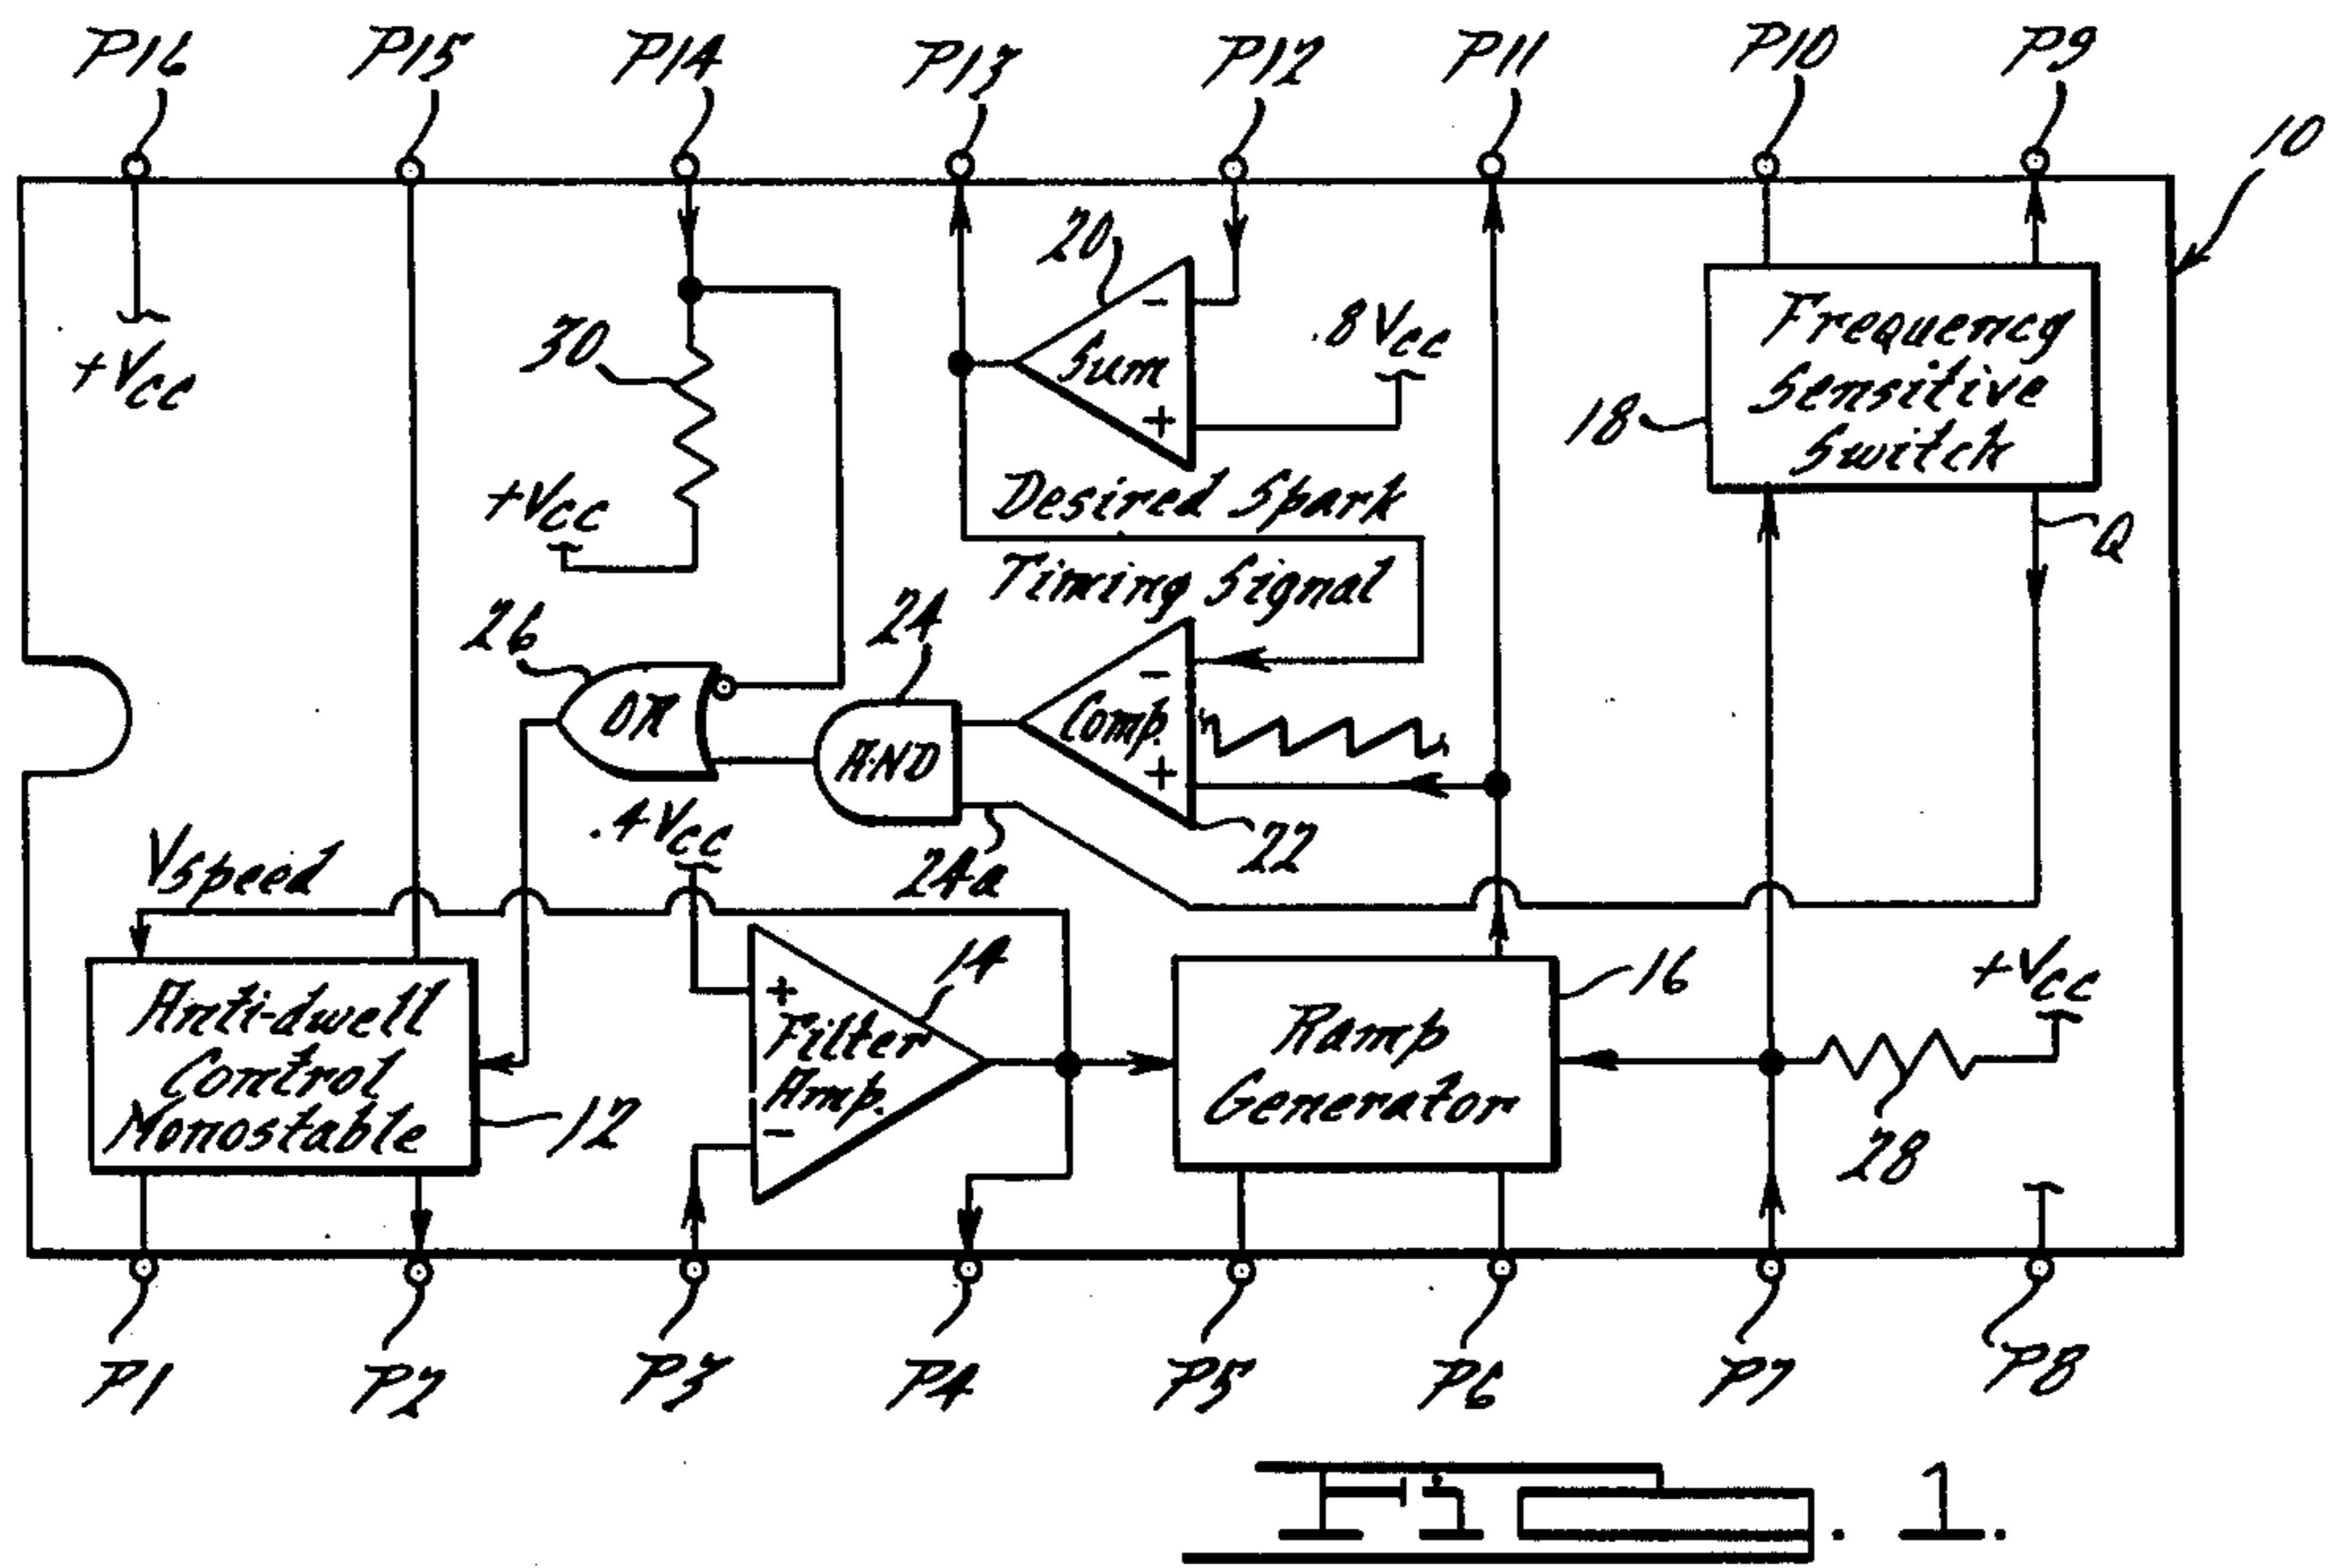 P16 P15 P14 P13 P12 P11 P10 P9
10
20
- 
Sum
+
.8 Vcc
Frequency
Sensitive
Switch
18
+Vcc
30
+Vcc
Desired Spark
Timing Signal
Q
26
OR
24
AND
24a
-
Comp.
+
22
.4Vcc
Vspeed
Anti-dwell
Control
Monostable
12
+
Filter
Amp.
-
14
Ramp
Generator
16
+Vcc
28
P1 P2 P3 P4 P5 P6 P7 P8
FIG. 1.